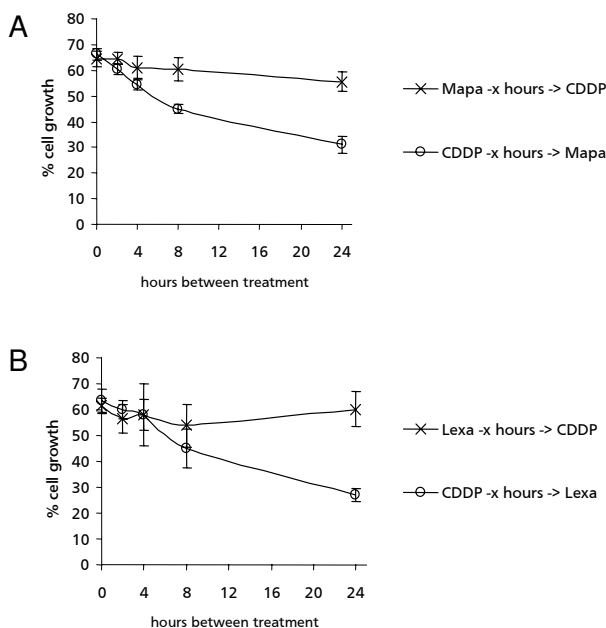 A
80
70
60
50
40
30
20
10
0
% cell growth
0 4 8 12 16 20 24
hours between treatment
Mapa -x hours -> CDDP
CDDP -x hours -> Mapa
B
80
70
60
50
40
30
20
10
0
% cell growth
0 4 8 12 16 20 24
hours between treatment
Lexa -x hours -> CDDP
CDDP -x hours -> Lexa